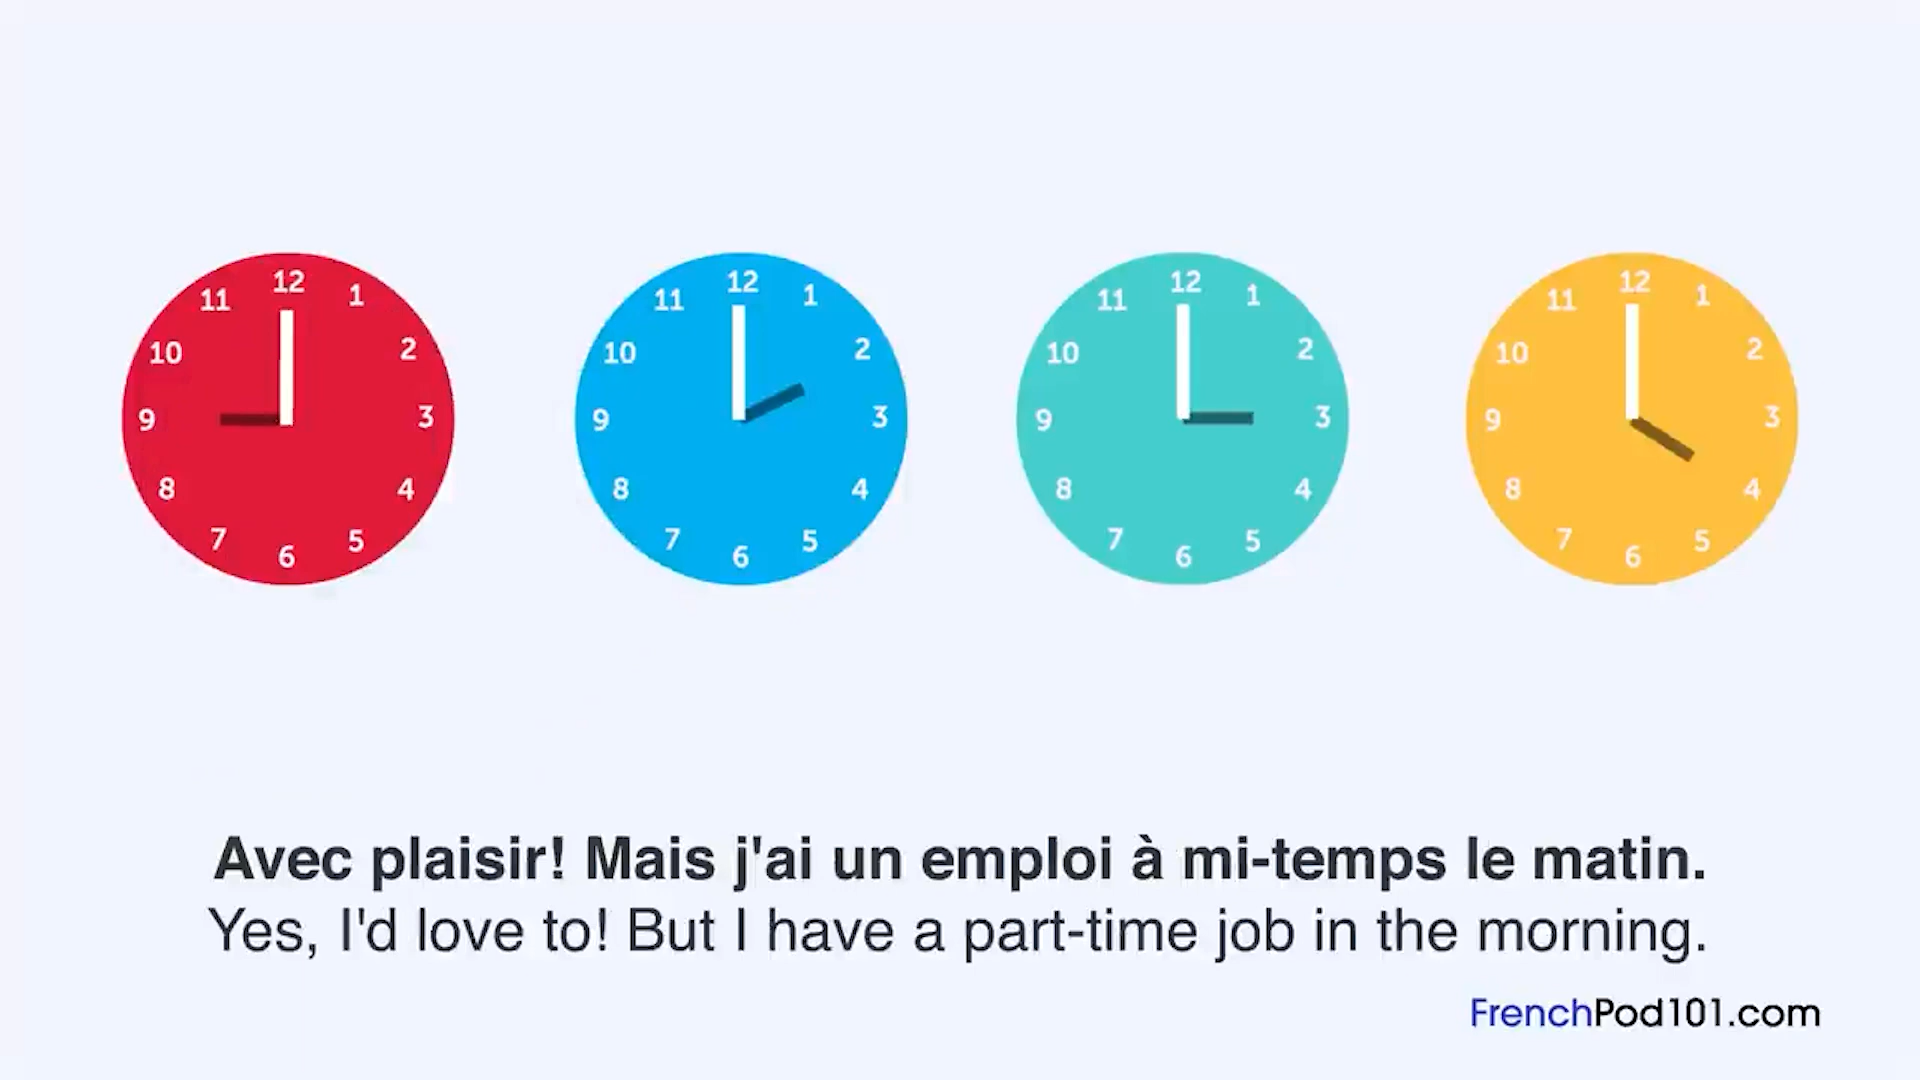 12 12 12 12
11 1 11 1 11 1 11 1
10 2 10 2 10 2 10 2
9 3 9 3 9 3 9 3
8 4 8 4 8 4 8 4
7 5 7 5 7 5 7 5
6 6 6 6
Avec plaisir! Mais j'ai un emploi à mi-temps le matin.
Yes, I'd love to! But I have a part-time job in the morning.
FrenchPod101.com